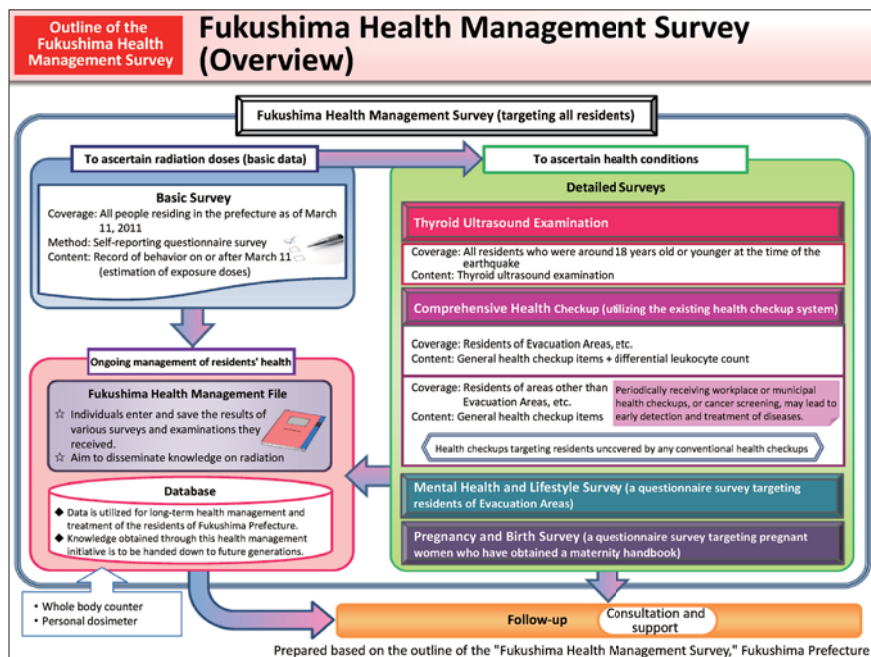 Outline of the
Fukushima Health
Management Survey
Fukushima Health Management Survey
(Overview)
Fukushima Health Management Survey (targeting all residents)
To ascertain radiation doses (basic data)
Basic Survey
Coverage: All people residing in the prefecture as of March
11, 2011
Method: Self-reporting questionnaire survey
Content: Record of behavior on or after March 11
(estimation of exposure doses)
Ongoing management of residents' health
Fukushima Health Management File
☆ Individuals enter and save the results of
various surveys and examinations they
received.
☆ Aim to disseminate knowledge on radiation
Database
◆ Data is utilized for long-term health management and
treatment of the residents of Fukushima Prefecture.
◆ Knowledge obtained through this health management
initiative is to be handed down to future generations.
• Whole body counter
• Personal dosimeter
To ascertain health conditions
Detailed Surveys
Thyroid Ultrasound Examination
Coverage: All residents who were around 18 years old or younger at the time of the
earthquake
Content: Thyroid ultrasound examination
Comprehensive Health Checkup (utilizing the existing health checkup system)
Coverage: Residents of Evacuation Areas, etc.
Content: General health checkup items + differential leukocyte count
Coverage: Residents of areas other than
Evacuation Areas, etc.
Content: General health checkup items
Periodically receiving workplace or municipal
health checkups, or cancer screening, may lead to
early detection and treatment of diseases.
Health checkups targeting residents uncovered by any conventional health checkups
Mental Health and Lifestyle Survey (a questionnaire survey targeting
residents of Evacuation Areas)
Pregnancy and Birth Survey (a questionnaire survey targeting pregnant
women who have obtained a maternity handbook)
Follow-up
Consultation and
support
Prepared based on the outline of the "Fukushima Health Management Survey," Fukushima Prefecture